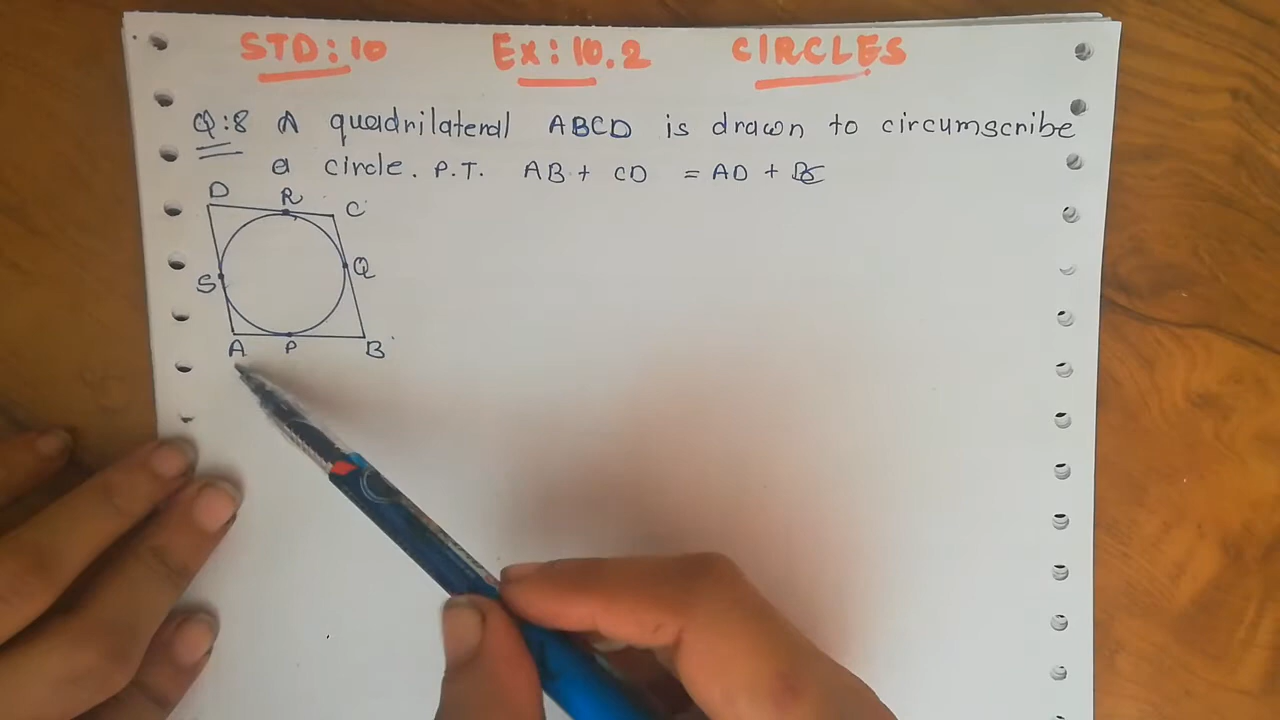 STD:10 Ex:10.2 CIRCLES
Q:8 A quadrilateral ABCD is drawn to circumscribe
a circle. P.T. AB + CD = AD + BC
D R C
S Q
A P B